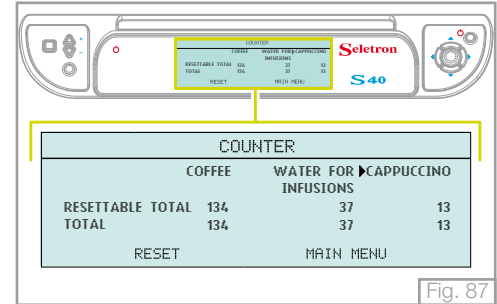 COUNTER
COFFEE WATER FOR ▶CAPPUCCINO
INFUSIONS
RESETTABLE TOTAL 134 37 13
TOTAL 134 37 13
RESET MAIN MENU
Seletron
S 40
COUNTER
COFFEE WATER FOR ▶CAPPUCCINO
INFUSIONS
RESETTABLE TOTAL 134 37 13
TOTAL 134 37 13
RESET MAIN MENU
Fig. 87